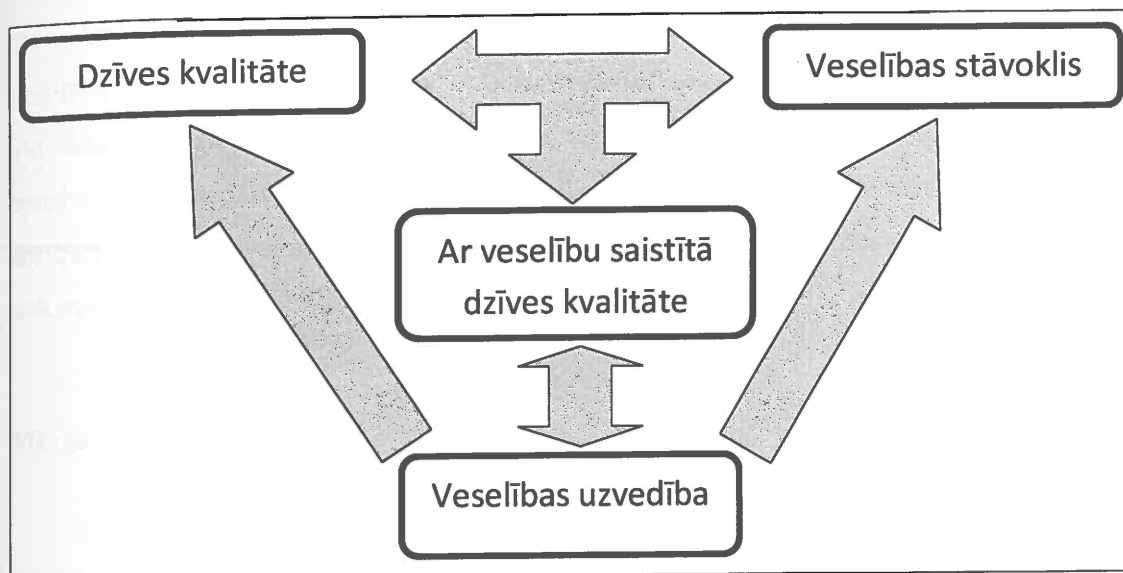 Dzīves kvalitāte
Veselības stāvoklis
Ar veselību saistītā
dzīves kvalitāte
Veselības uzvedība